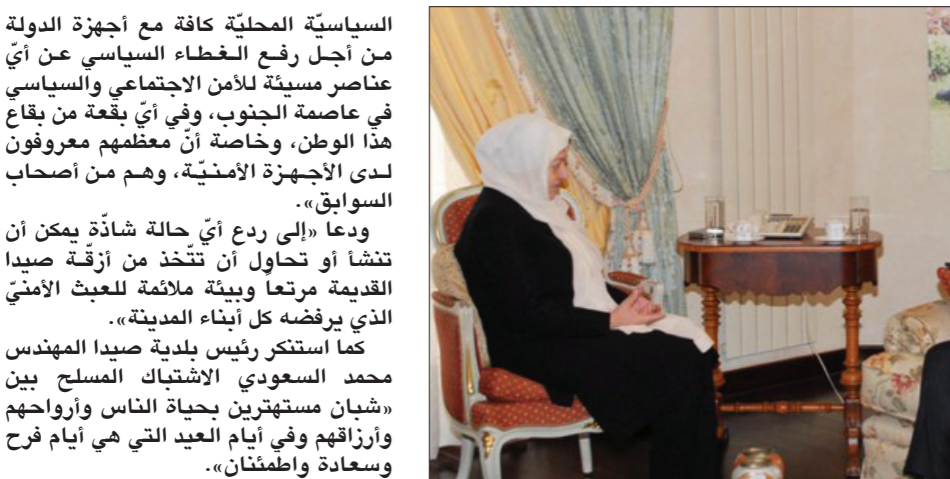 السياسيّة المحليّة كافة مع أجهزة الدولة
من أجل رفع الغطاء السياسي عن أيّ
عناصر مسيئة للأمن الاجتماعي والسياسي
في عاصمة الجنوب، وفي أيّ بقعة من بقاع
هذا الوطن، وخاصة أنّ معظمهم معروفون
لدى الأجهزة الأمنيّة، وهم من أصحاب
السوابق».
ودعا «إلى ردع أيّ حالة شاذّة يمكن أن
تنشأ أو تحاول أن تتّخذ من أزقّة صيدا
القديمة مرتعاً وبيئة ملائمة للعبث الأمنيّ
الذي يرفضه كل أبناء المدينة».
كما استنكر رئيس بلدية صيدا المهندس
محمد السعودي الاشتباك المسلح بين
«شبان مستهترين بحياة الناس وأرواحهم
وأرزاقهم وفي أيام العيد التي هي أيام فرح
وسعادة واطمئنان».